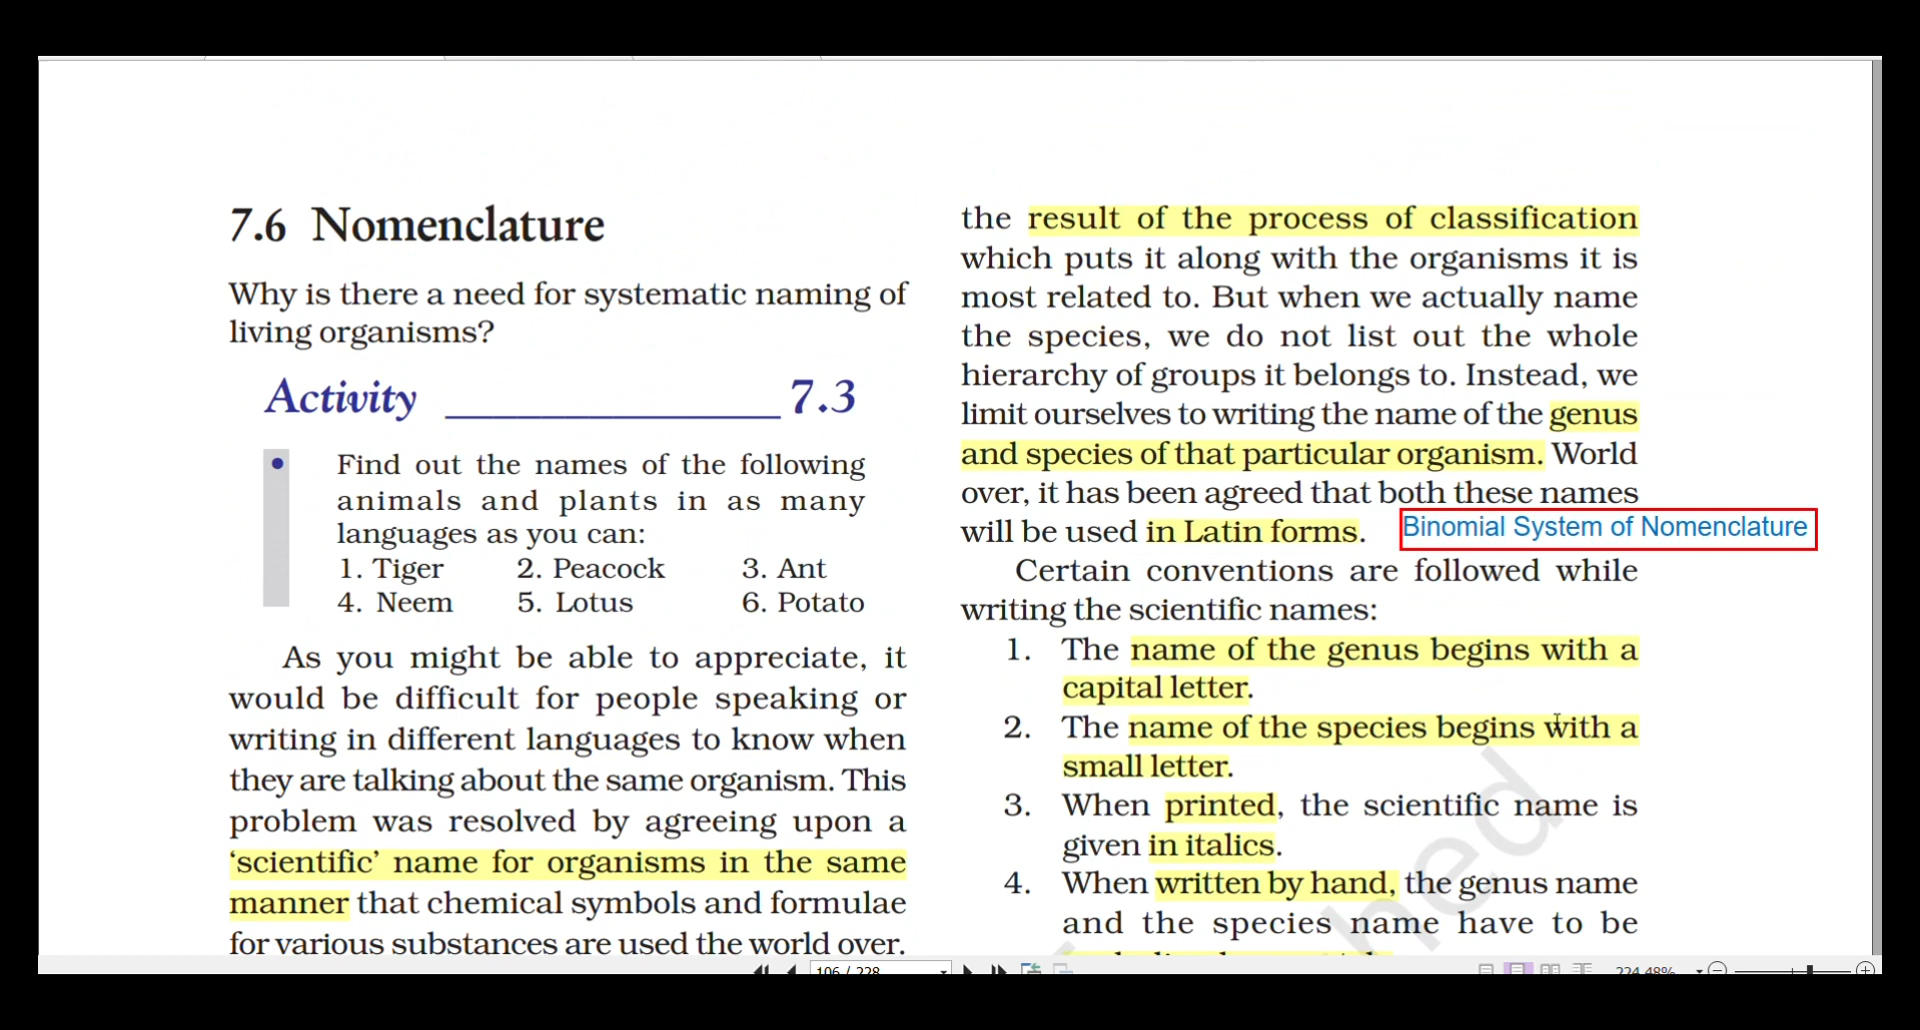 7.6 Nomenclature
Why is there a need for systematic naming of
living organisms?
Activity ______________ 7.3
• Find out the names of the following
animals and plants in as many
languages as you can:
1. Tiger 2. Peacock 3. Ant
4. Neem 5. Lotus 6. Potato
As you might be able to appreciate, it
would be difficult for people speaking or
writing in different languages to know when
they are talking about the same organism. This
problem was resolved by agreeing upon a
‘scientific’ name for organisms in the same
manner that chemical symbols and formulae
for various substances are used the world over.
the result of the process of classification
which puts it along with the organisms it is
most related to. But when we actually name
the species, we do not list out the whole
hierarchy of groups it belongs to. Instead, we
limit ourselves to writing the name of the genus
and species of that particular organism. World
over, it has been agreed that both these names
will be used in Latin forms.
Binomial System of Nomenclature
Certain conventions are followed while
writing the scientific names:
1. The name of the genus begins with a
capital letter.
2. The name of the species begins with a
small letter.
3. When printed, the scientific name is
given in italics.
4. When written by hand, the genus name
and the species name have to be
106 / 228
224.48%